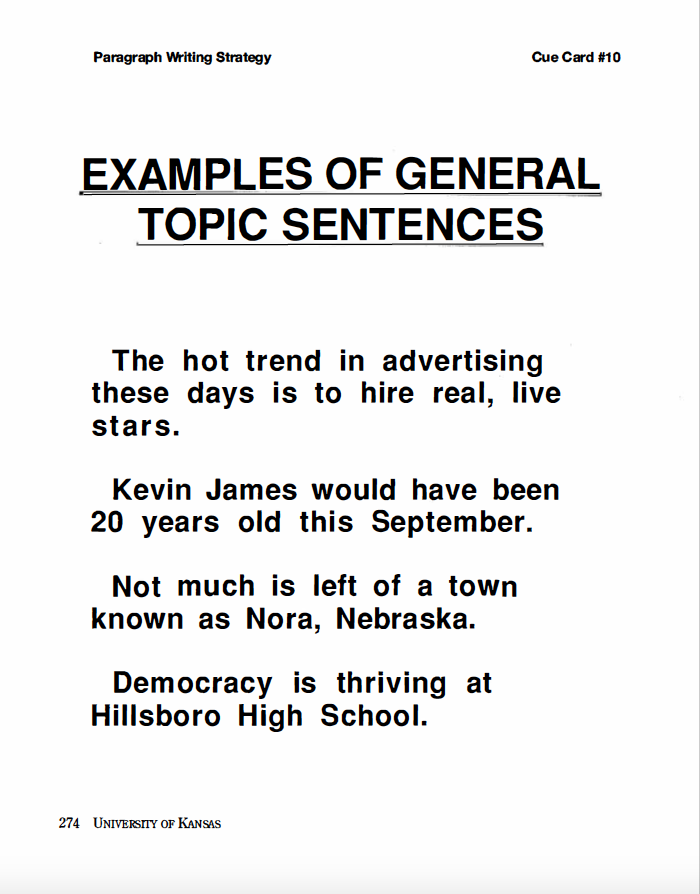 Paragraph Writing Strategy
Cue Card #10
EXAMPLES OF GENERAL
TOPIC SENTENCES
The hot trend in advertising
these days is to hire real, live
stars.
Kevin James would have been
20 years old this September.
Not much is left of a town
known as Nora, Nebraska.
Democracy is thriving at
Hillsboro High School.
274 UNIVERSITY OF KANSAS